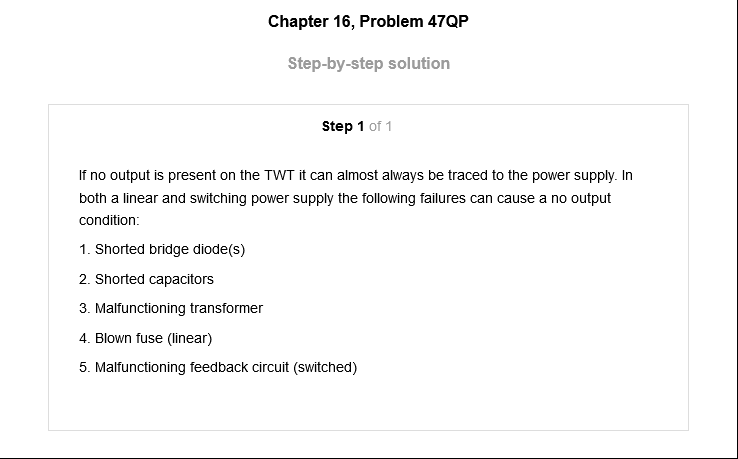 Chapter 16, Problem 47QP
Step-by-step solution
Step 1 of 1
If no output is present on the TWT it can almost always be traced to the power supply. In
both a linear and switching power supply the following failures can cause a no output
condition:
1. Shorted bridge diode(s)
2. Shorted capacitors
3. Malfunctioning transformer
4. Blown fuse (linear)
5. Malfunctioning feedback circuit (switched)